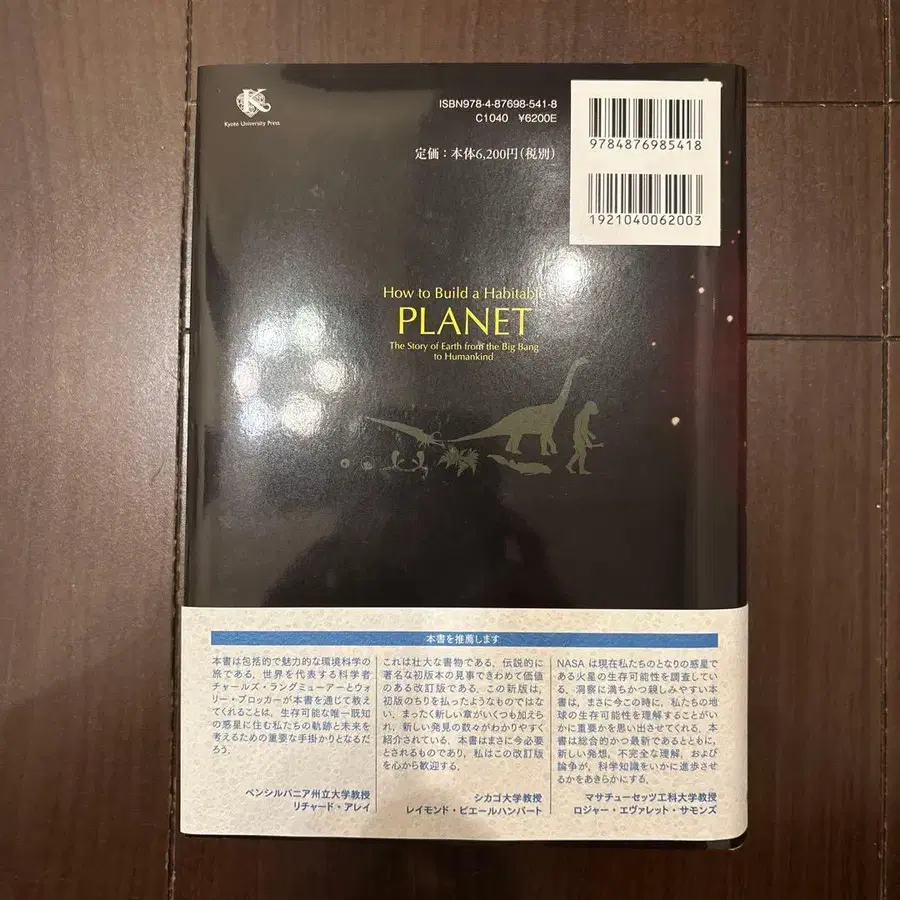 K
Kyoto University Press
ISBN978-4-87698-541-8
C1040 ¥6200E
定価：本体6,200円(税別)
9784876985418
1921040062003
How to Build a Habitable
PLANET
The Story of Earth from the Big Bang
to Humankind
本書を推薦します
本書は包括的で魅力的な環境科学の
旅である。世界を代表する科学者
チャールズ・ラングミューアーとウォ
リー・ブロッカーが本書を通じて教え
てくれることは、生存可能な唯一既知
の惑星に住む私たちの軌跡と未来を
考えるための重要な手掛かりとなるだ
ろう。
ペンシルバニア州立大学教授
リチャード・アレイ
これは壮大な書物である。伝説的に
著名な初版本の見事できわめて価値
のある改訂版である。この新版は、
初版のちりを払ったようなものではな
い。まったく新しい章がいくつも加えら
れ、新しい発見の数々がわかりやすく
紹介されている。本書はまさに今必要
とされるものであり、私はこの改訂版
を心から歓迎する。
シカゴ大学教授
レイモンド・ピエールハンバート
NASA は現在私たちのとなりの惑星で
ある火星の生存可能性を調査してい
る。洞察に満ちかつ親しみやすい本
書は、まさに今この時に、私たちの地
球の生存可能性を理解することがい
かに重要かを思い出させてくれる。本
書は総合的かつ最新であるとともに、
新しい発想、不完全な理解、および
論争が、科学知識をいかに進歩させ
るかをあきらかにする。
マサチューセッツ工科大学教授
ロジャー・エヴァレット・サモンズ